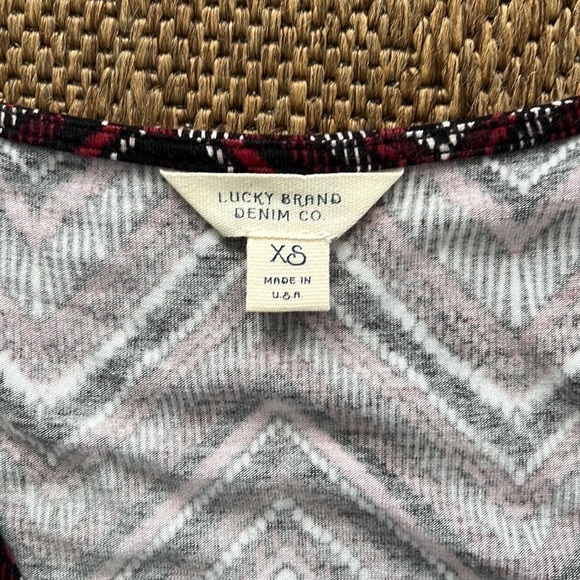 LUCKY BRAND
DENIM CO.
XS
MADE IN
U.S.A.